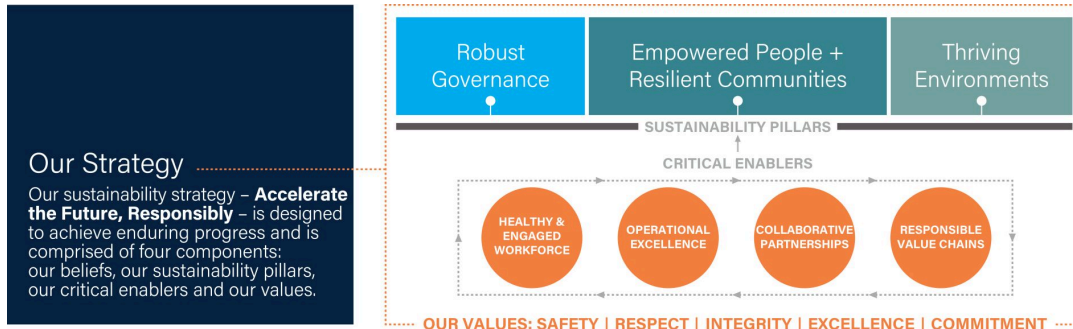 Our Strategy
Our sustainability strategy – Accelerate
the Future, Responsibly – is designed
to achieve enduring progress and is
comprised of four components:
our beliefs, our sustainability pillars,
our critical enablers and our values.
Robust
Governance
Empowered People +
Resilient Communities
Thriving
Environments
SUSTAINABILITY PILLARS
CRITICAL ENABLERS
HEALTHY &
ENGAGED
WORKFORCE
OPERATIONAL
EXCELLENCE
COLLABORATIVE
PARTNERSHIPS
RESPONSIBLE
VALUE CHAINS
OUR VALUES: SAFETY | RESPECT | INTEGRITY | EXCELLENCE | COMMITMENT